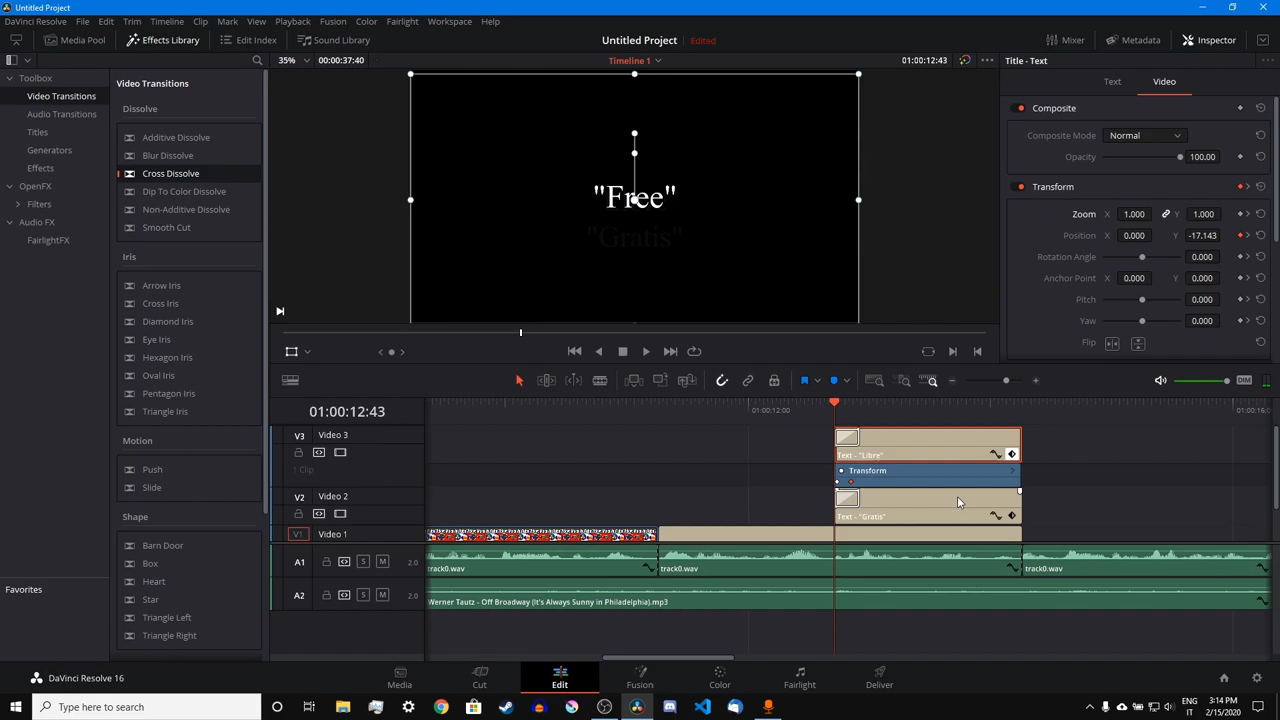 Untitled Project
DaVinci Resolve File Edit Trim Timeline Clip Mark View Playback Fusion Color Fairlight Workspace Help
Media Pool Effects Library Edit Index Sound Library Untitled Project Edited Mixer Metadata Inspector
35% 00:00:37:40 Timeline 1 01:00:12:43 Title - Text
Toolbox Video Transitions Text Video
Video Transitions
Audio Transitions
Titles
Generators
Effects
OpenFX
Filters
Audio FX
FairlightFX
Favorites
Dissolve
Additive Dissolve
Blur Dissolve
Cross Dissolve
Dip To Color Dissolve
Non-Additive Dissolve
Smooth Cut
Iris
Arrow Iris
Cross Iris
Diamond Iris
Eye Iris
Hexagon Iris
Oval Iris
Pentagon Iris
Triangle Iris
Motion
Push
Slide
Shape
Barn Door
Box
Heart
Star
Triangle Left
Triangle Right
"Free"
"Gratis"
Composite
Composite Mode Normal
Opacity 100.00
Transform
Zoom X 1.000 Y 1.000
Position X 0.000 Y -17.143
Rotation Angle 0.000
Anchor Point X 0.000 Y 0.000
Pitch 0.000
Yaw 0.000
Flip
DIM
01:00:12:43 01:00:12:00 01:00:16:00
V3 Video 3
1 Clip
Text - "Libre"
Transform
V2 Video 2
Text - "Gratis"
V1 Video 1
A1 S M 2.0
track0.wav track0.wav track0.wav
A2 S M 2.0
Werner Tautz - Off Broadway (It's Always Sunny in Philadelphia).mp3
DaVinci Resolve 16 Media Cut Edit Fusion Color Fairlight Deliver
Type here to search ENG IT 3:14 PM 2/15/2020